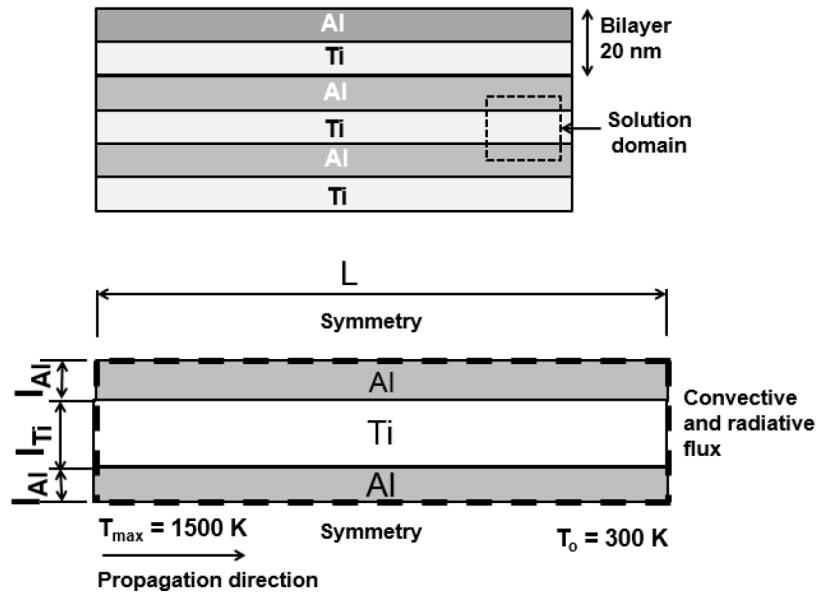 Al
Ti
Al
Ti
Al
Ti
Bilayer
20 nm
Solution
domain
L
Symmetry
l_Al
l_Ti
l_Al
Al
Ti
Al
Convective
and radiative
flux
T_max = 1500 K
Symmetry
T_o = 300 K
Propagation direction